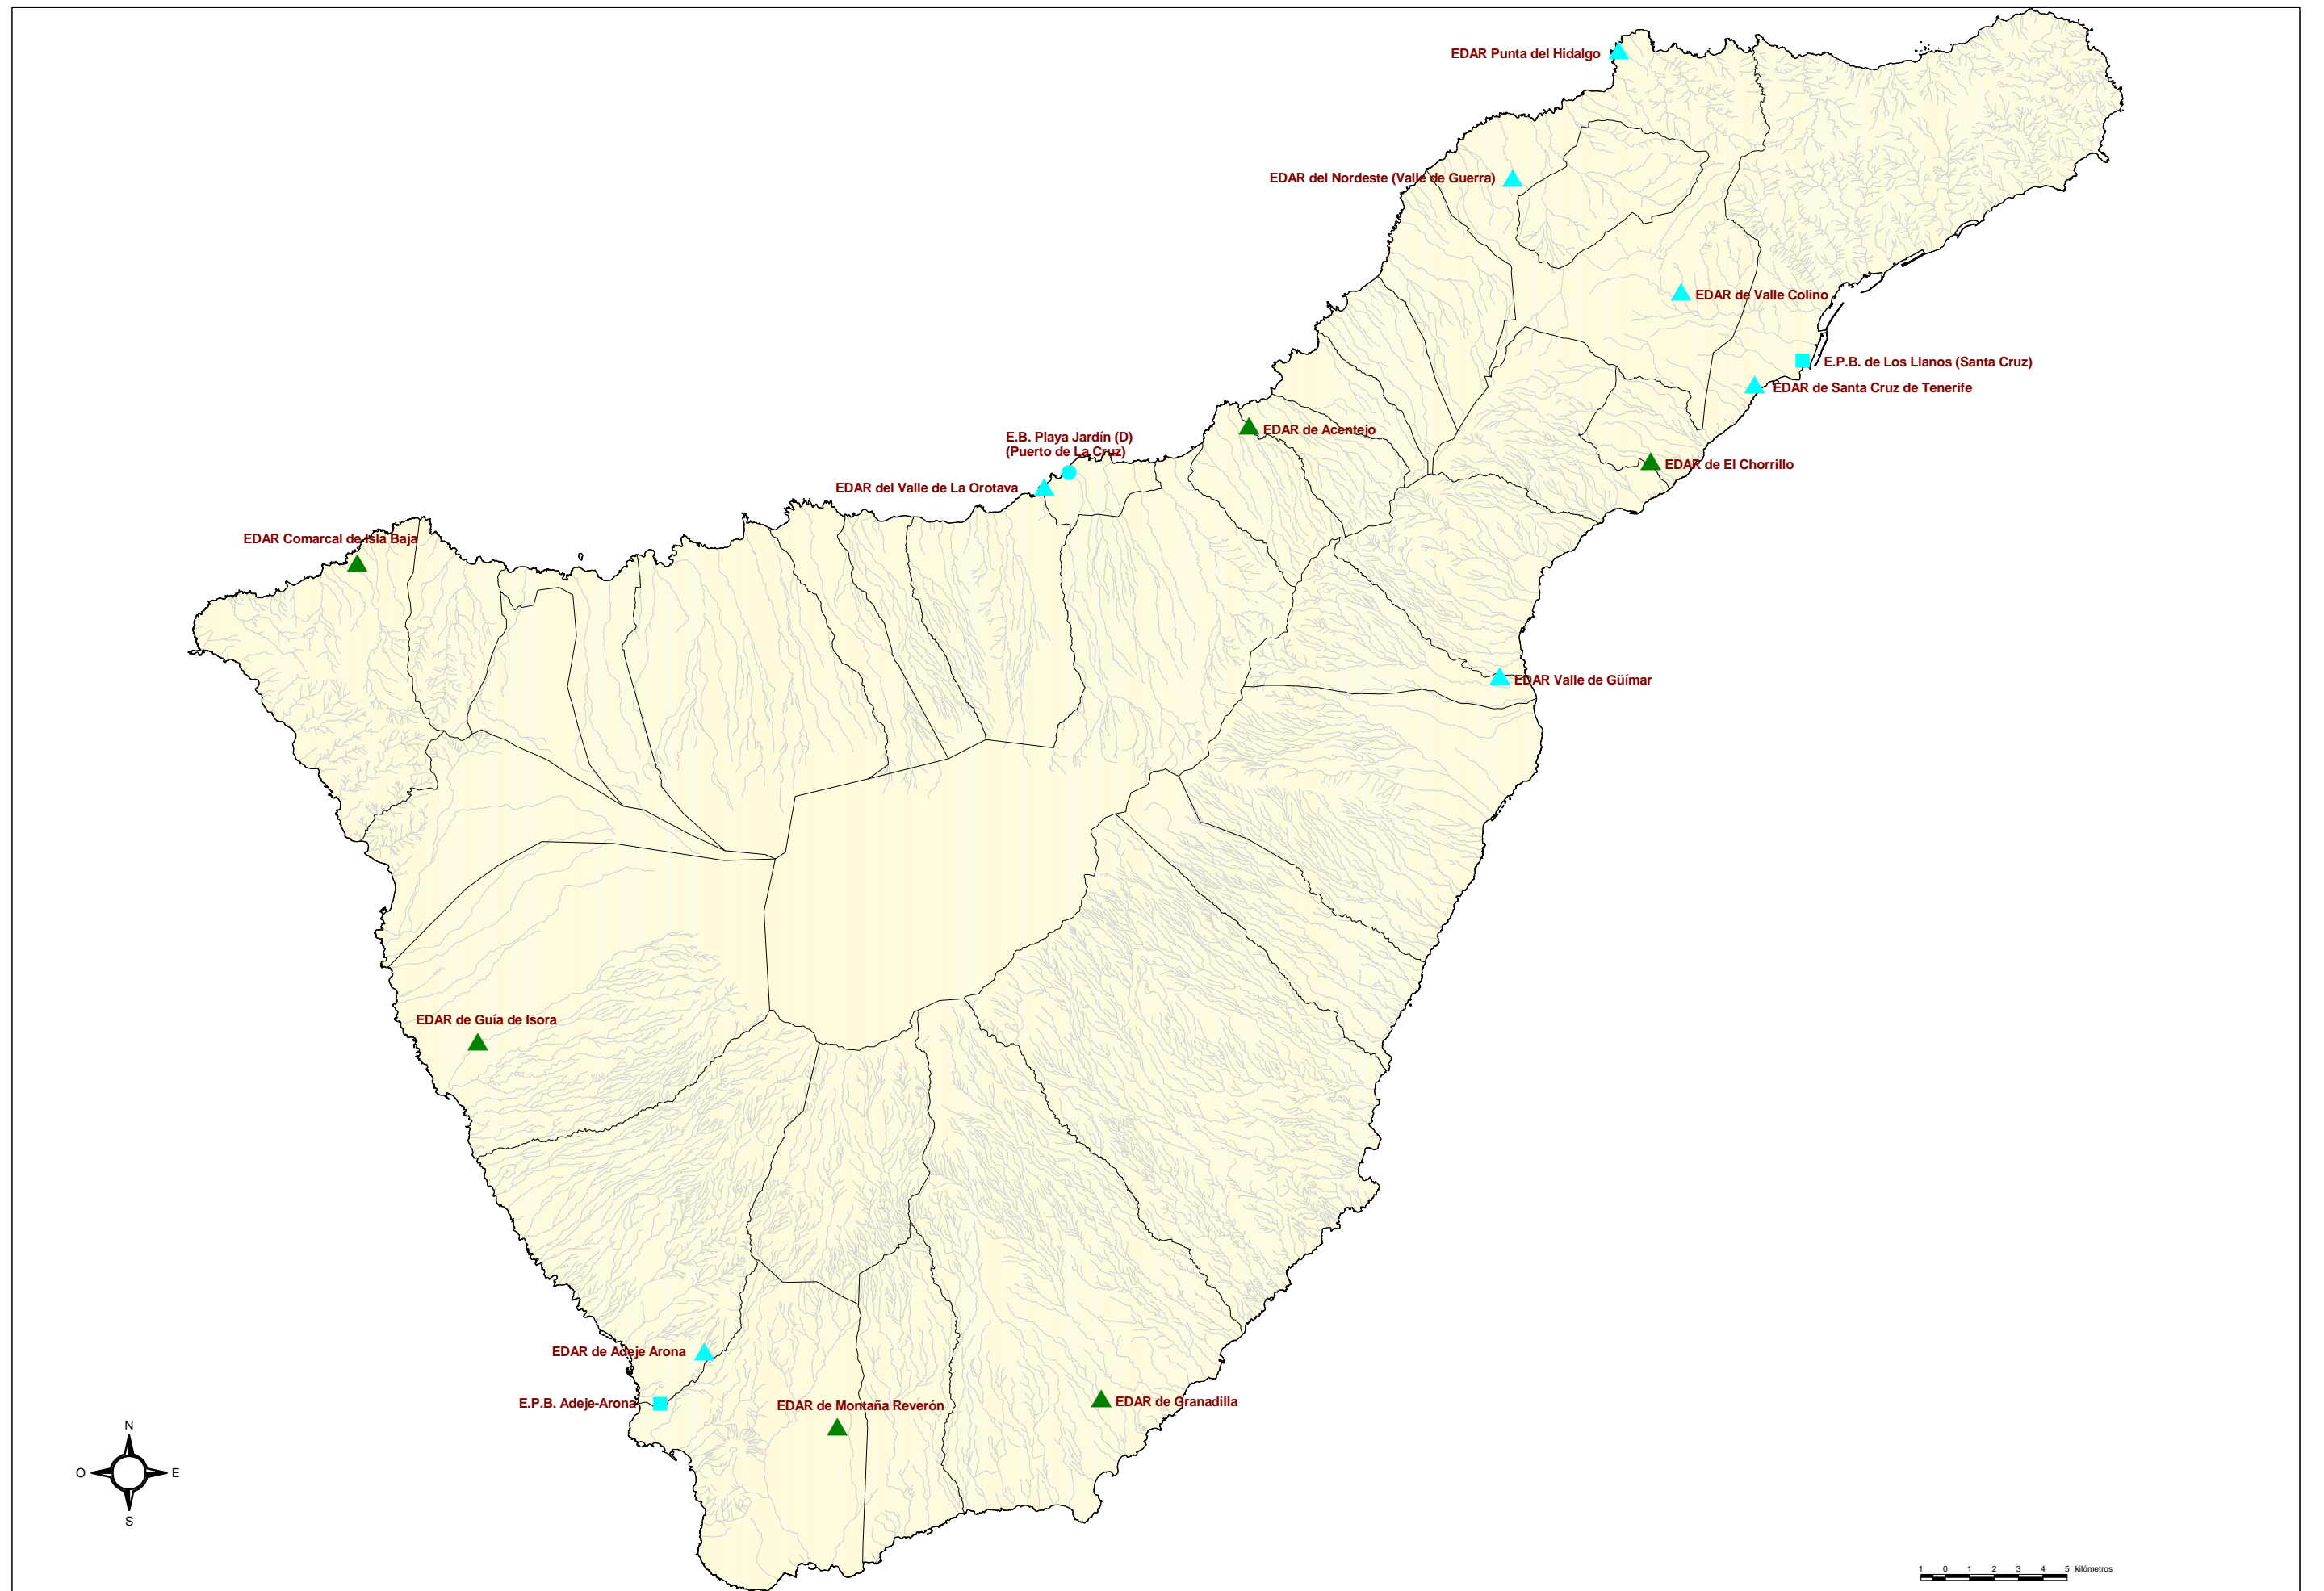 EDAR Punta del Hidalgo
EDAR del Nordeste (Valle de Guerra)
EDAR de Valle Colino
E.P.B. de Los Llanos (Santa Cruz)
EDAR de Santa Cruz de Tenerife
EDAR de Acentejo
E.B. Playa Jardín (D)
(Puerto de La Cruz)
EDAR de El Chorrillo
EDAR del Valle de La Orotava
EDAR Comarcal de Isla Baja
EDAR Valle de Güímar
EDAR de Guía de Isora
EDAR de Adeje Arona
E.P.B. Adeje-Arona
EDAR de Montaña Reverón
EDAR de Granadilla
N
O E
S
1 0 1 2 3 4 5 kilómetros